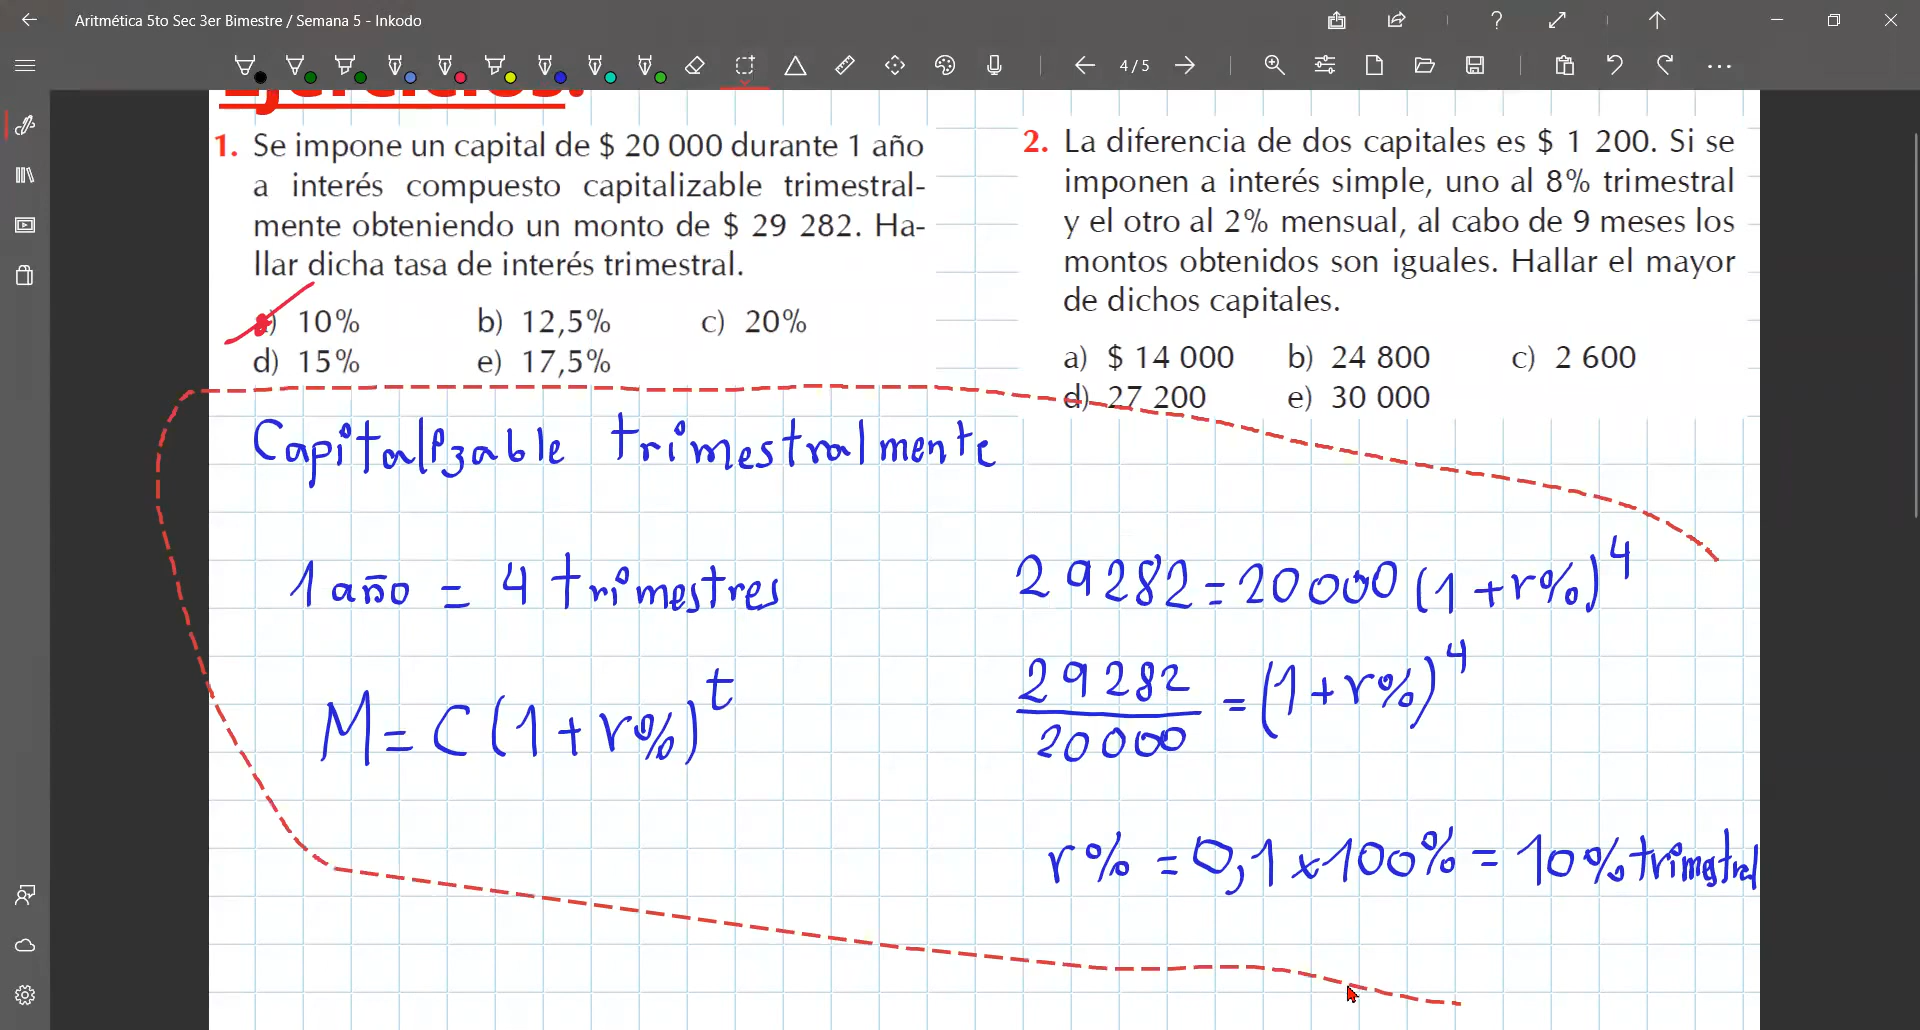 Aritmética 5to Sec 3er Bimestre / Semana 5 - Inkodo
4 / 5
Ejercicios:
1. Se impone un capital de $ 20 000 durante 1 año
a interés compuesto capitalizable trimestral-
mente obteniendo un monto de $ 29 282. Ha-
llar dicha tasa de interés trimestral.
a) 10% b) 12,5% c) 20%
d) 15% e) 17,5%
2. La diferencia de dos capitales es $ 1 200. Si se
imponen a interés simple, uno al 8% trimestral
y el otro al 2% mensual, al cabo de 9 meses los
montos obtenidos son iguales. Hallar el mayor
de dichos capitales.
a) $ 14 000 b) 24 800 c) 2 600
d) 27 200 e) 30 000
Capitalizable trimestralmente
1 año = 4 trimestres
M = C (1 + r%)^t
29282 = 20000 (1 + r%)^4
29282/20000 = (1 + r%)^4
r% = 0,1 x 100% = 10% trimestral